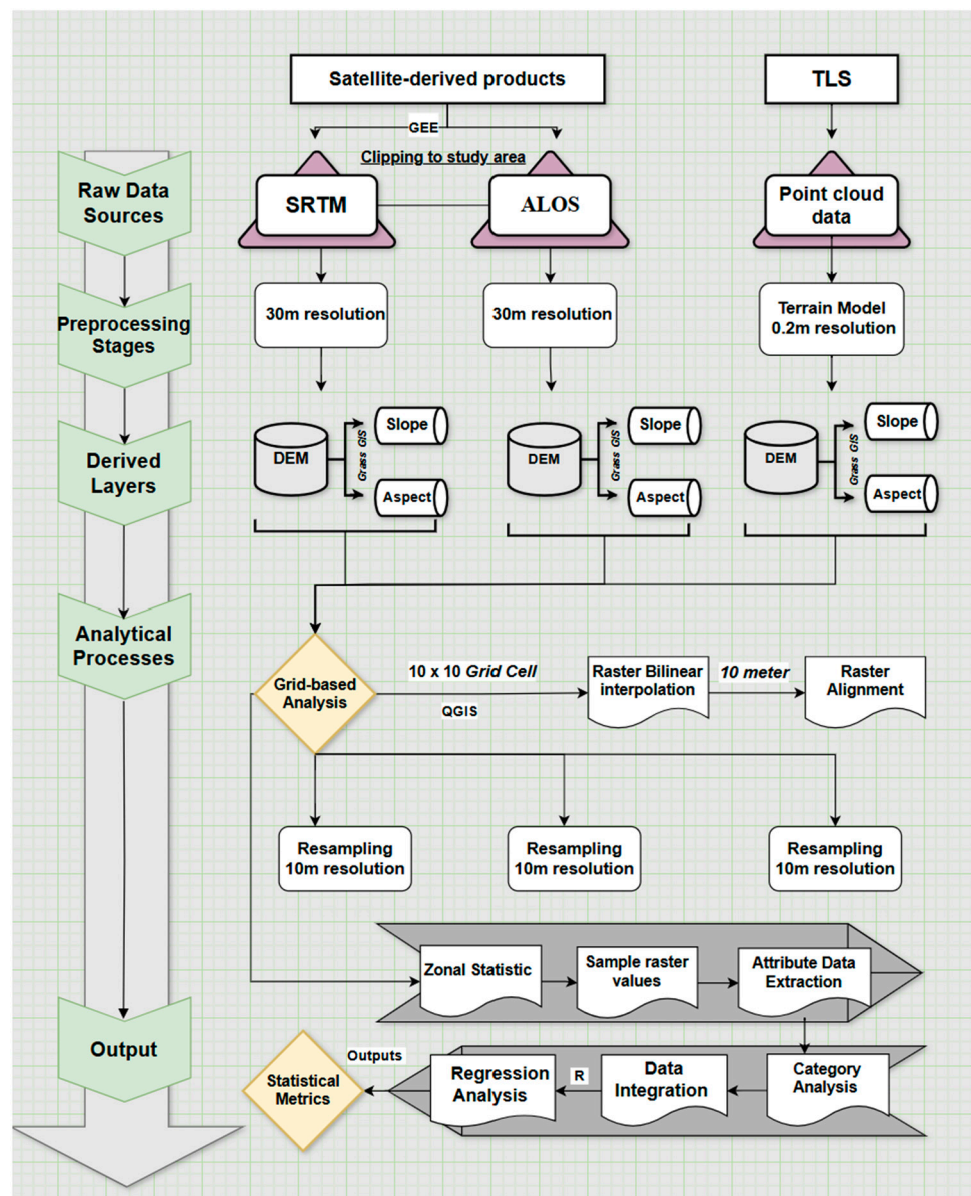 Satellite-derived products
TLS
GEE
Clipping to study area
Raw Data
Sources
SRTM
ALOS
Point cloud
data
Preprocessing
Stages
30m resolution
30m resolution
Terrain Model
0.2m resolution
Derived
Layers
DEM
Grass GIS
Slope
Aspect
DEM
Grass GIS
Slope
Aspect
DEM
Grass GIS
Slope
Aspect
Analytical
Processes
Grid-based
Analysis
10 x 10 Grid Cell
QGIS
Raster Bilinear
interpolation
10 meter
Raster
Alignment
Resampling
10m resolution
Resampling
10m resolution
Resampling
10m resolution
Zonal Statistic
Sample raster
values
Attribute Data
Extraction
Output
Statistical
Metrics
Outputs
Regression
Analysis
R
Data
Integration
Category
Analysis